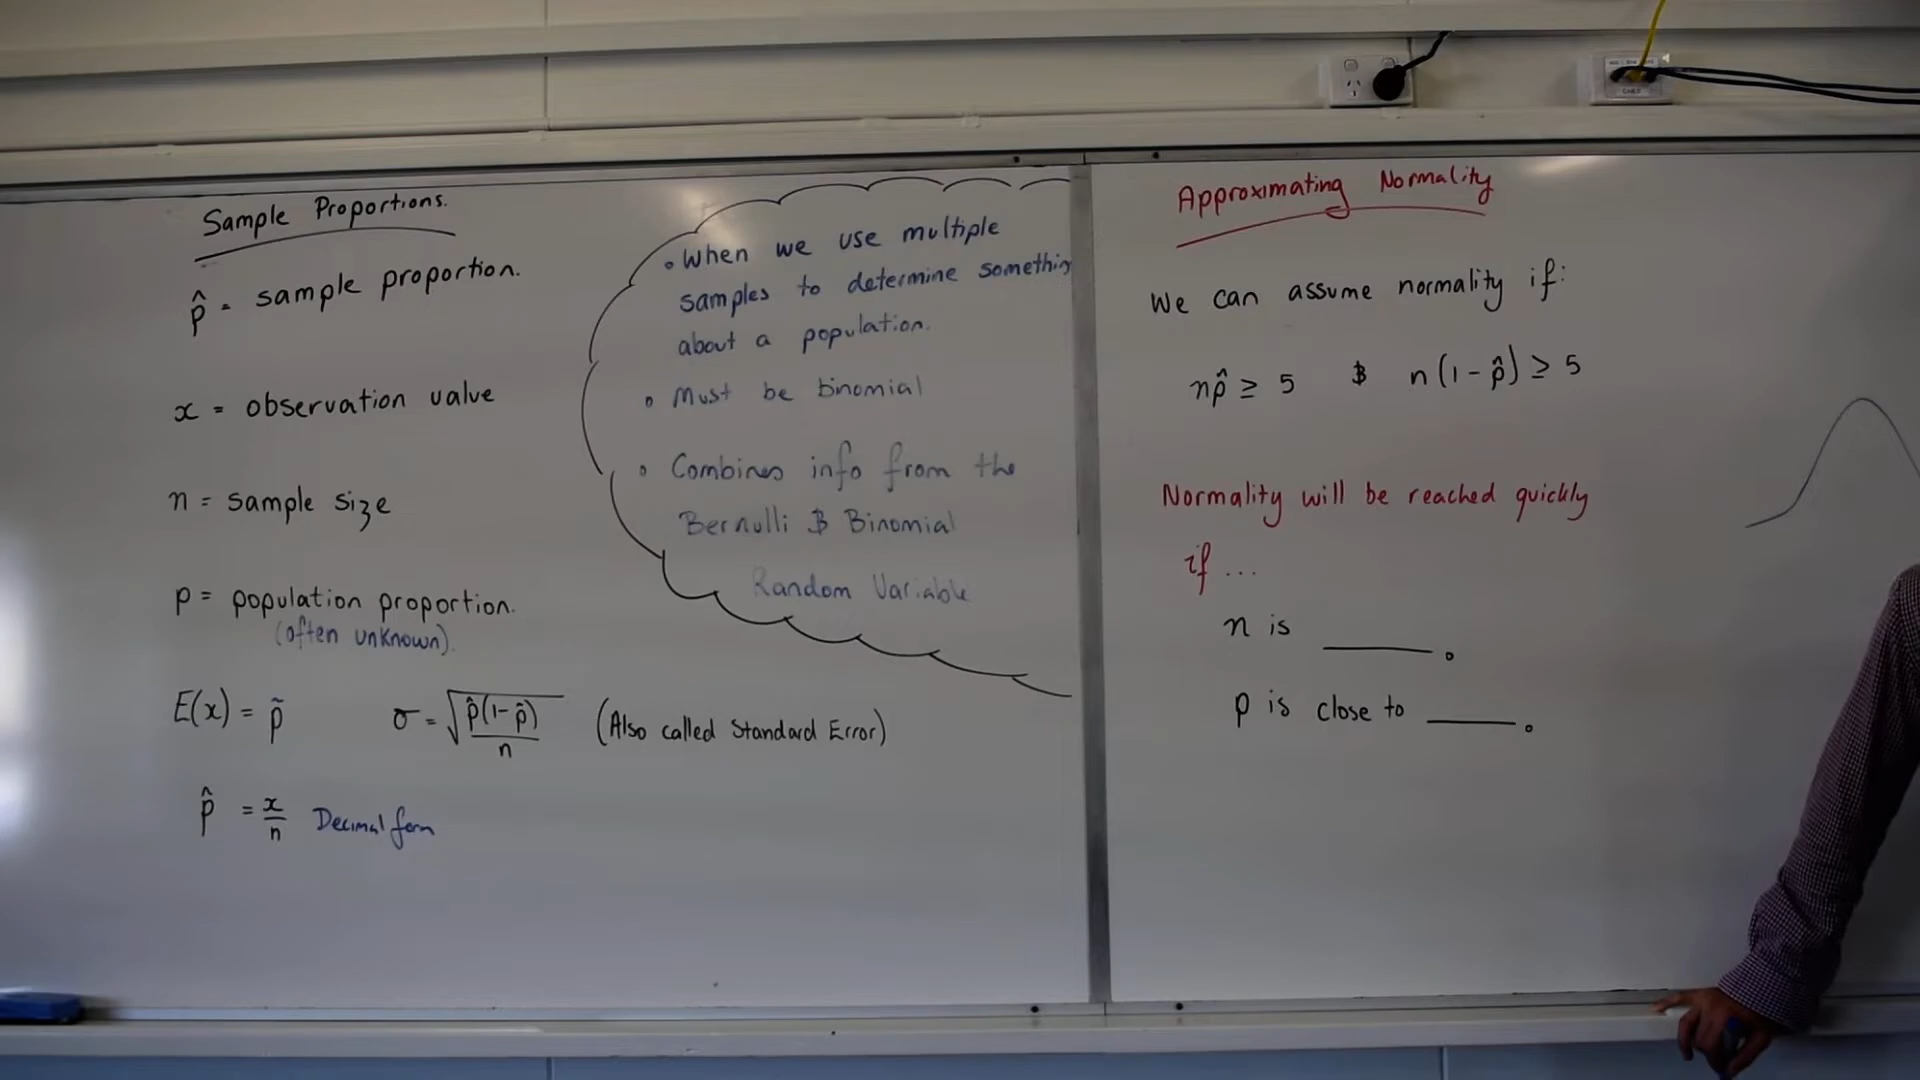 Sample Proportions.
p̂ = sample proportion.
x = observation value
n = sample size
p = population proportion.
(often unknown).
E(x) = p̃
σ = √(p̂(1-p̂)/n) (Also called Standard Error)
p̂ = x/n Decimal form
• When we use multiple
samples to determine somethin
about a population.
• Must be binomial
• Combines info from the
Bernulli & Binomial
Random Variable
Approximating Normality
We can assume normality if:
np̂ ≥ 5 & n(1-p̂) ≥ 5
Normality will be reached quickly
if ...
n is ______.
p is close to ______.